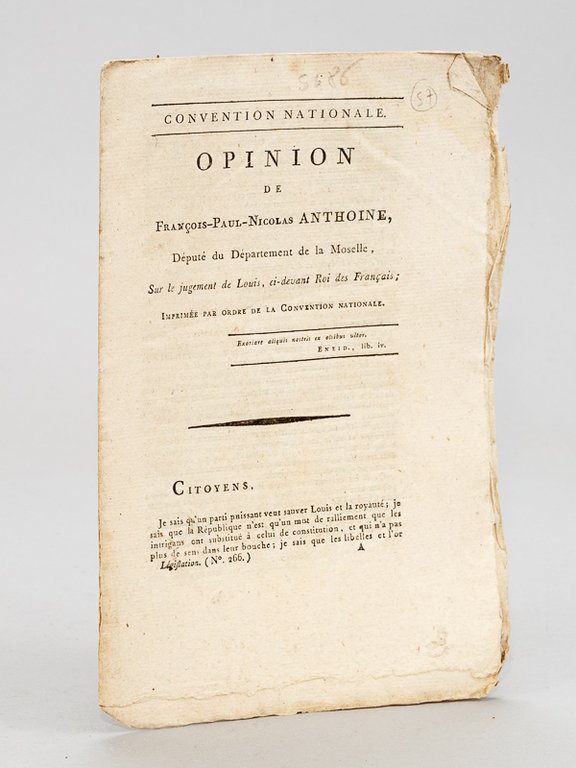 5686
57
CONVENTION NATIONALE.
OPINION
DE
FRANÇOIS-PAUL-NICOLAS ANTHOINE,
Député du Département de la Moselle,
Sur le jugement de Louis, ci-devant Roi des Français;
IMPRIMÉE PAR ORDRE DE LA CONVENTION NATIONALE.
Exoriare aliquis nostris ex ossibus ultor.
ENEID., lib. iv.
CITOYENS,
Je sais qu'un parti puissant veut sauver Louis et la royauté; je
sais que la République n'est qu'un mot de ralliement que les
intrigans ont substitué à celui de constitution, et qui n'a pas
plus de sens dans leur bouche; je sais que les libelles et l'or
Législation. (N°. 266.)
A